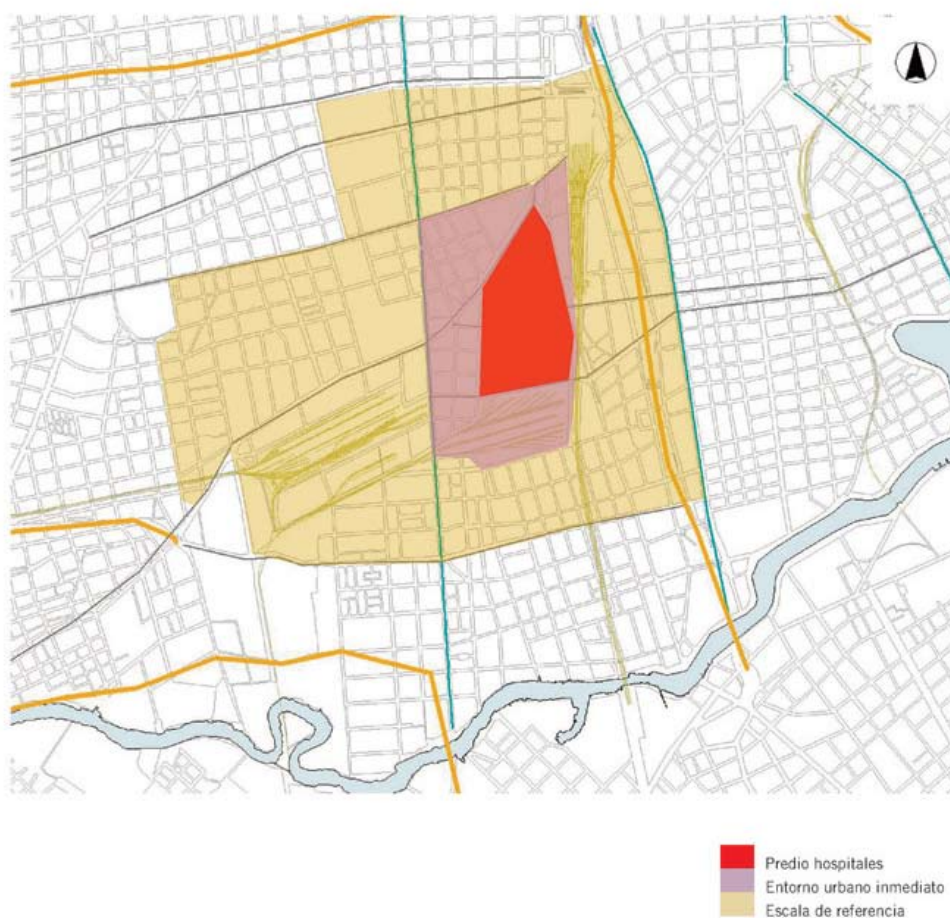 Predio hospitales
Entorno urbano inmediato
Escala de referencia